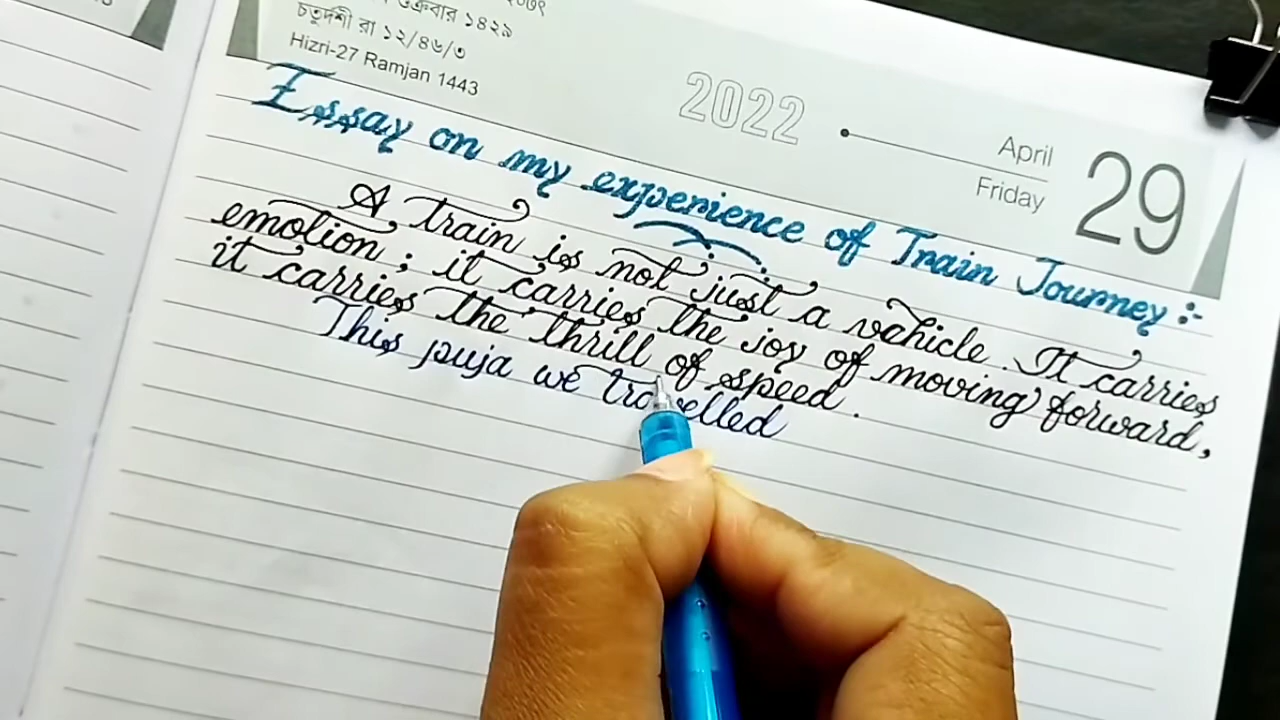 শুক্রবার ১৪২৯
চতুর্দশী রা ১২/৪৬/৩
Hizri-27 Ramjan 1443
2022
April
Friday
29
Essay on my experience of Train Journey :-
A train is not just a vehicle. It carries
emotion ; it carries the joy of moving forward,
it carries the thrill of speed.
This puja we travelled